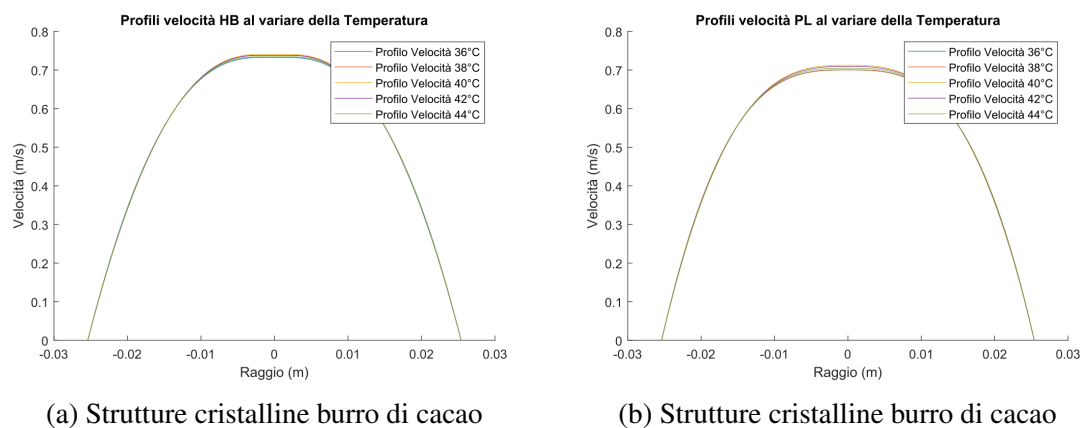 Profili velocità HB al variare della Temperatura
0.8
0.7
0.6
0.5
0.4
0.3
0.2
0.1
0
Velocità (m/s)
-0.03 -0.02 -0.01 0 0.01 0.02 0.03
Raggio (m)
Profilo Velocità 36°C
Profilo Velocità 38°C
Profilo Velocità 40°C
Profilo Velocità 42°C
Profilo Velocità 44°C
(a) Strutture cristalline burro di cacao
Profili velocità PL al variare della Temperatura
0.8
0.7
0.6
0.5
0.4
0.3
0.2
0.1
0
Velocità (m/s)
-0.03 -0.02 -0.01 0 0.01 0.02 0.03
Raggio (m)
Profilo Velocità 36°C
Profilo Velocità 38°C
Profilo Velocità 40°C
Profilo Velocità 42°C
Profilo Velocità 44°C
(b) Strutture cristalline burro di cacao